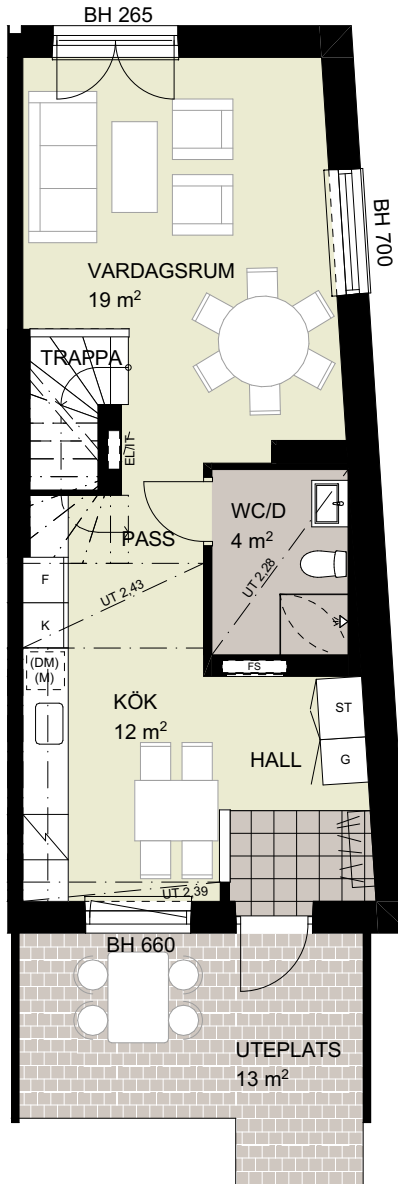 BH 265
BH 700
VARDAGSRUM
19 m²
TRAPPA
EL/IT
WC/D
4 m²
PASS
UT 2,43
UT 2,28
F
K
(DM)
(M)
FS
KÖK
12 m²
ST
G
HALL
UT 2,39
BH 660
UTEPLATS
13 m²